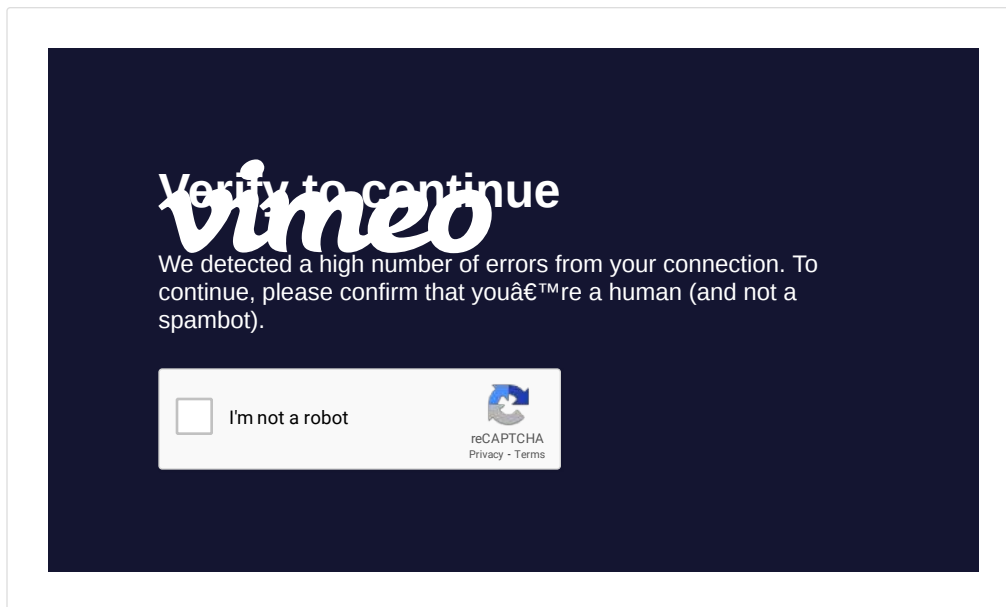 Verify to continue
vimeo
We detected a high number of errors from your connection. To
continue, please confirm that youâ€™re a human (and not a
spambot).
I'm not a robot
reCAPTCHA
Privacy - Terms